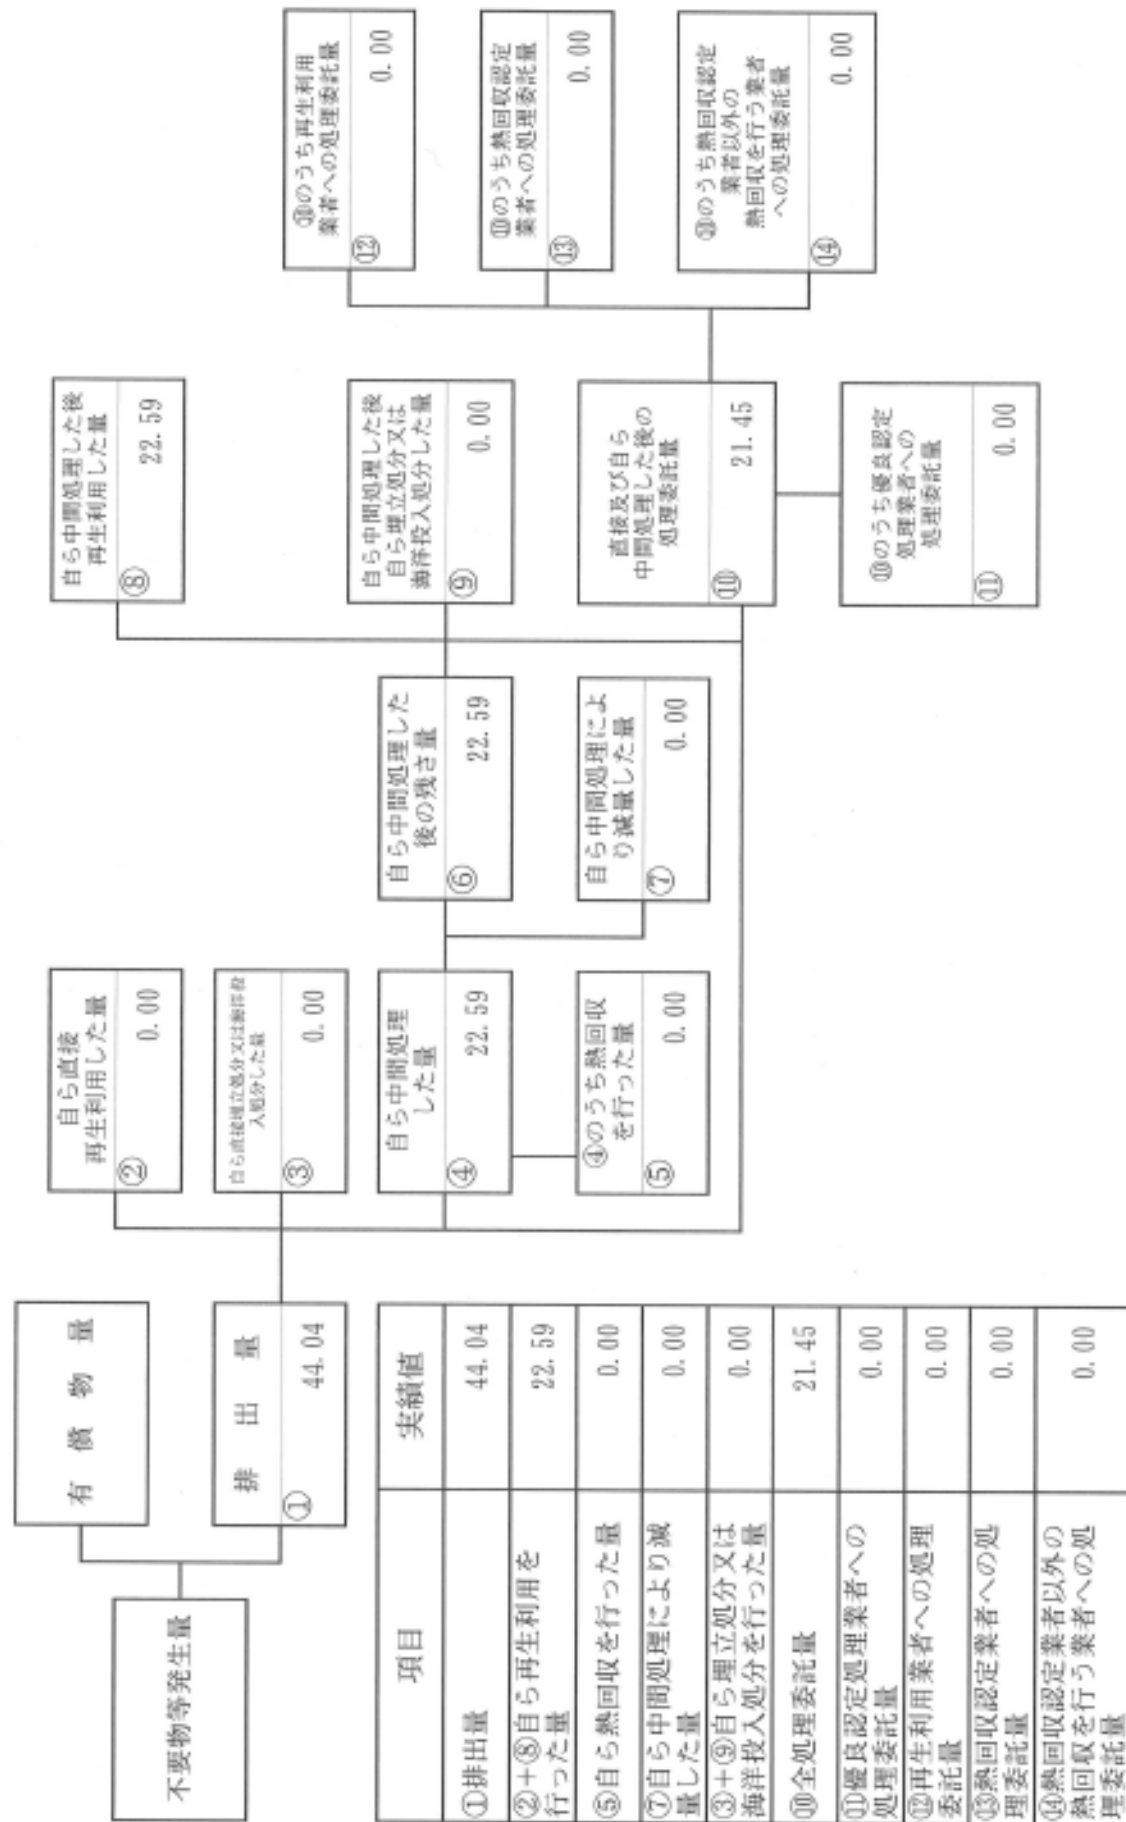 不要物等発生量
有償物量
排出量
① 44.04
自ら直接
再生利用した量
② 0.00
自ら直接埋立処分又は海洋投
入処分した量
③ 0.00
自ら中間処理
した量
④ 22.59
④のうち熱回収
を行った量
⑤ 0.00
自ら中間処理した
後の残さ量
⑥ 22.59
自ら中間処理によ
り減量した量
⑦ 0.00
自ら中間処理した後
再生利用した量
⑧ 22.59
自ら中間処理した後
自ら埋立処分又は
海洋投入処分した量
⑨ 0.00
直接及び自ら
中間処理した後の
処理委託量
⑩ 21.45
⑩のうち優良認定
処理業者への
処理委託量
⑪ 0.00
⑩のうち再生利用
業者への処理委託量
⑫ 0.00
⑩のうち熱回収認定
業者への処理委託量
⑬ 0.00
⑩のうち熱回収認定
業者以外の
熱回収を行う業者
への処理委託量
⑭ 0.00
項目 実績値
①排出量 44.04
②+⑧自ら再生利用を
行った量 22.59
⑤自ら熱回収を行った量 0.00
⑦自ら中間処理により減
量した量 0.00
③+⑨自ら埋立処分又は
海洋投入処分を行った量 0.00
⑩全処理委託量 21.45
⑪優良認定処理業者への
処理委託量 0.00
⑫再生利用業者への処理
委託量 0.00
⑬熱回収認定業者への処
理委託量 0.00
⑭熱回収認定業者以外の
熱回収を行う業者への処
理委託量 0.00